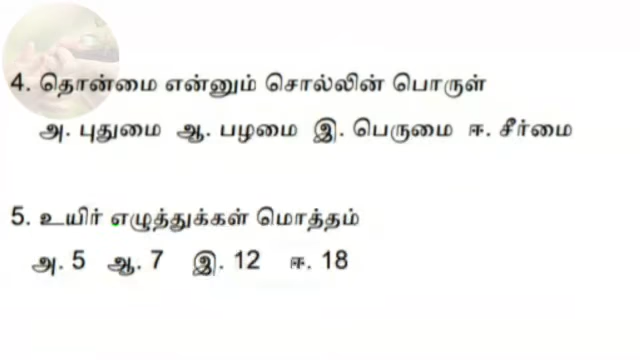 4. தொன்மை என்னும் சொல்லின் பொருள்
அ. புதுமை ஆ. பழமை இ. பெருமை ஈ. சீர்மை
5. உயிர் எழுத்துக்கள் மொத்தம்
அ. 5 ஆ. 7 இ. 12 ஈ. 18